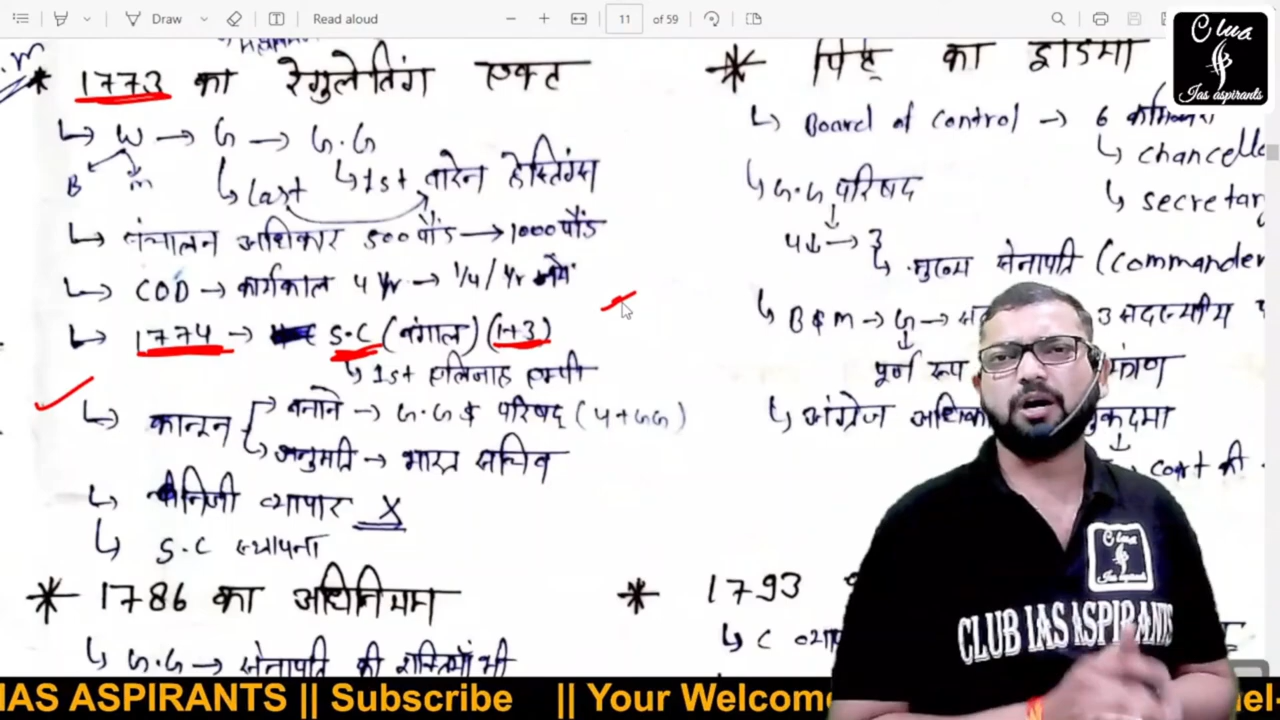 Draw
Read aloud
11 of 59
Club
Ias aspirants
* 1773 का रेगुलेटिंग एक्ट
↳ W → G → G.G
B m
↳ Last ↳ 1st वारेन हेस्टिंग्स
↳ संचालन अधिकार 500 पौंड → 1000 पौंड
↳ COD → कार्यकाल 4 Yr → 1/4 / Yr
↳ 1774 → S.C (बंगाल) (1+3)
↳ 1st एलिजाह इम्पी
↳ कानून
बनाने → G.G & परिषद (4+GG)
अनुमति → भारत सचिव
↳ निजी व्यापार X
↳ S.C स्थापना
* 1786 का अधिनियम
↳ G.G → सेनापति की शक्तियाँ भी
* पिट्ट का इंडिया
↳ Board of Control → 6
↳ chancello
↳ secretary
↳ G.G परिषद
4 → 3
↳ मुख्य सेनापति (Commander
↳ B & M → G → 3 सदस्यीय
पूर्ण रूप
↳ अंग्रेज
मुकदमा
court की
* 1793
↳ C
CLUB IAS ASPIRANTS
IAS ASPIRANTS || Subscribe || Your Welcome